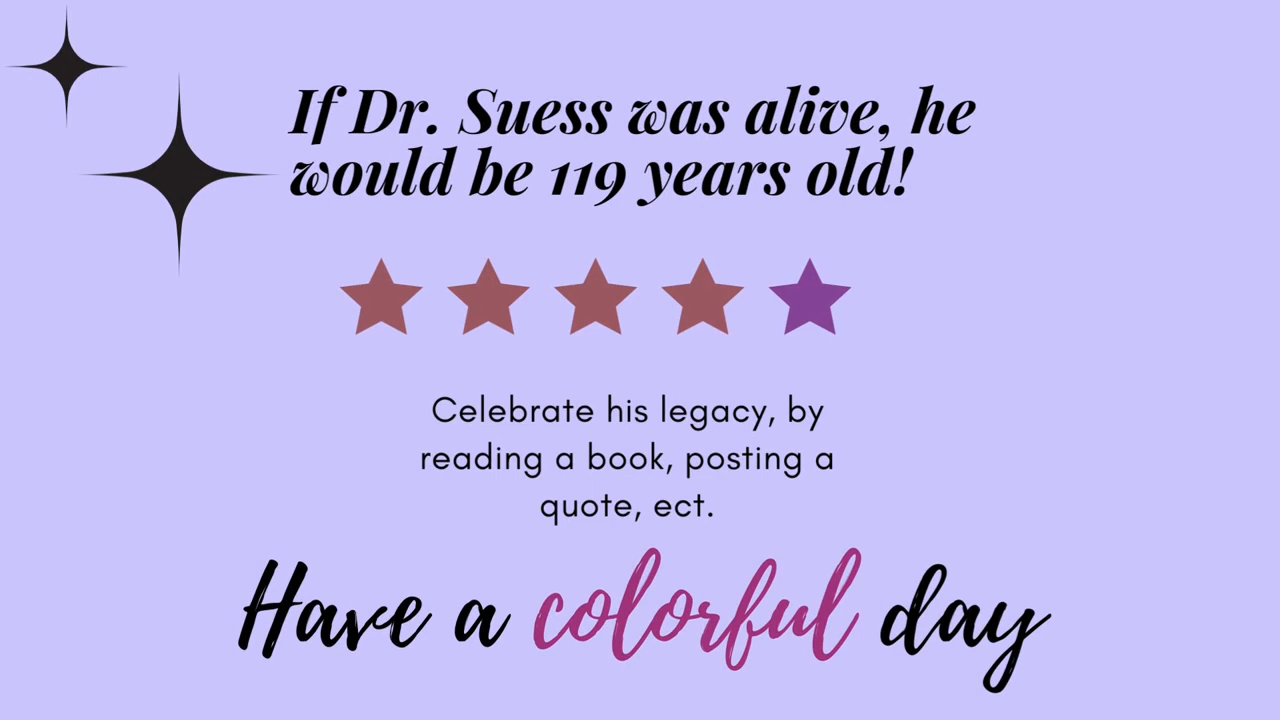 If Dr. Suess was alive, he
would be 119 years old!
Celebrate his legacy, by
reading a book, posting a
quote, ect.
Have a colorful day